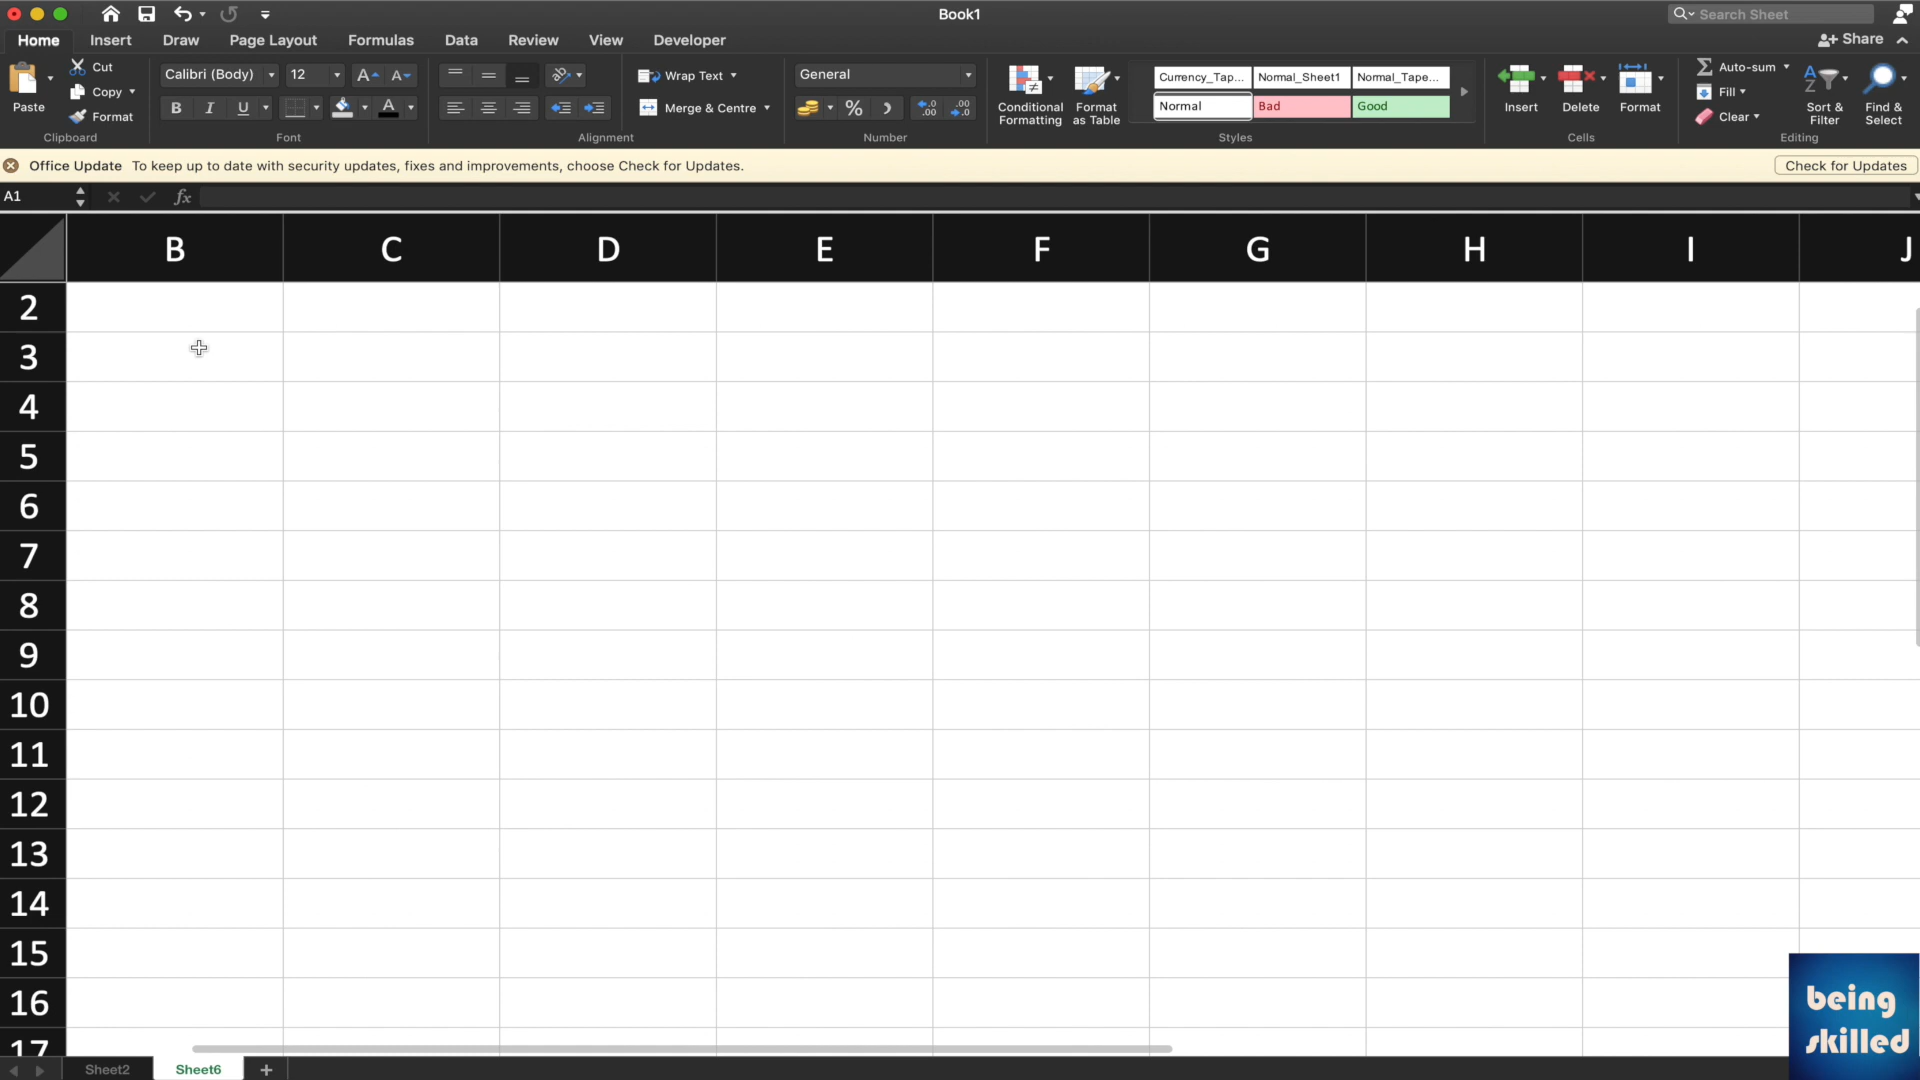 Book1
Search Sheet
Home Insert Draw Page Layout Formulas Data Review View Developer
Share
Paste
Cut
Copy
Format
Clipboard
Calibri (Body) 12
B I U A
Font
Wrap Text
Merge & Centre
Alignment
General
%
Number
Conditional Formatting
Format as Table
Currency_Tap... Normal_Sheet1 Normal_Tape...
Normal Bad Good
Styles
Insert Delete Format
Cells
Auto-sum
Fill
Clear
Sort & Filter
Find & Select
Editing
Office Update To keep up to date with security updates, fixes and improvements, choose Check for Updates.
Check for Updates
A1 fx
B C D E F G H I J
2
3
4
5
6
7
8
9
10
11
12
13
14
15
16
17
being
skilled
Sheet2 Sheet6 +